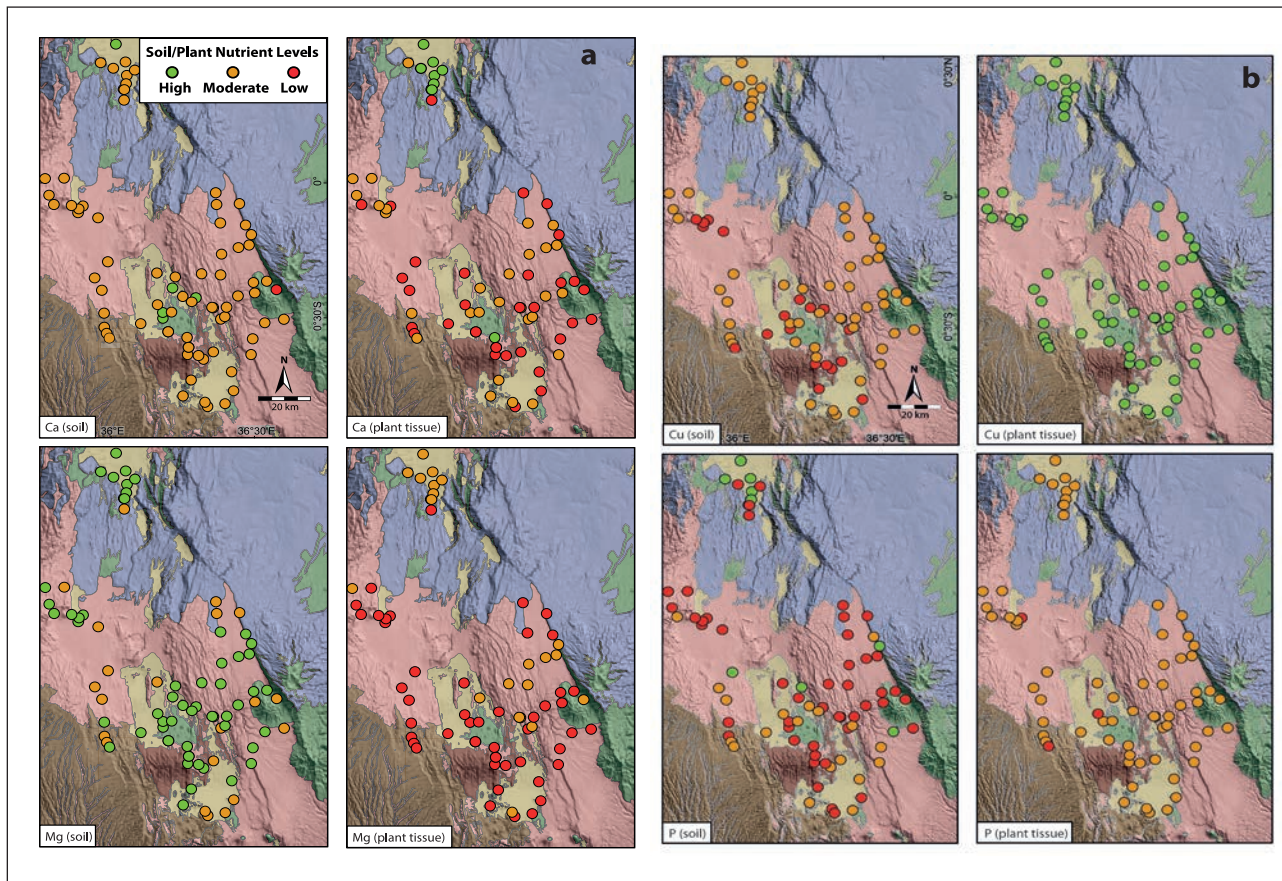 Soil/Plant Nutrient Levels
High Moderate Low
a
b
0°30'N
0°
0°30'S
N
20 km
Ca (soil)
36°E
36°30'E
Ca (plant tissue)
0°
0°30'S
N
20 km
Cu (soil)
36°E
36°30'E
Cu (plant tissue)
Mg (soil)
Mg (plant tissue)
P (soil)
P (plant tissue)